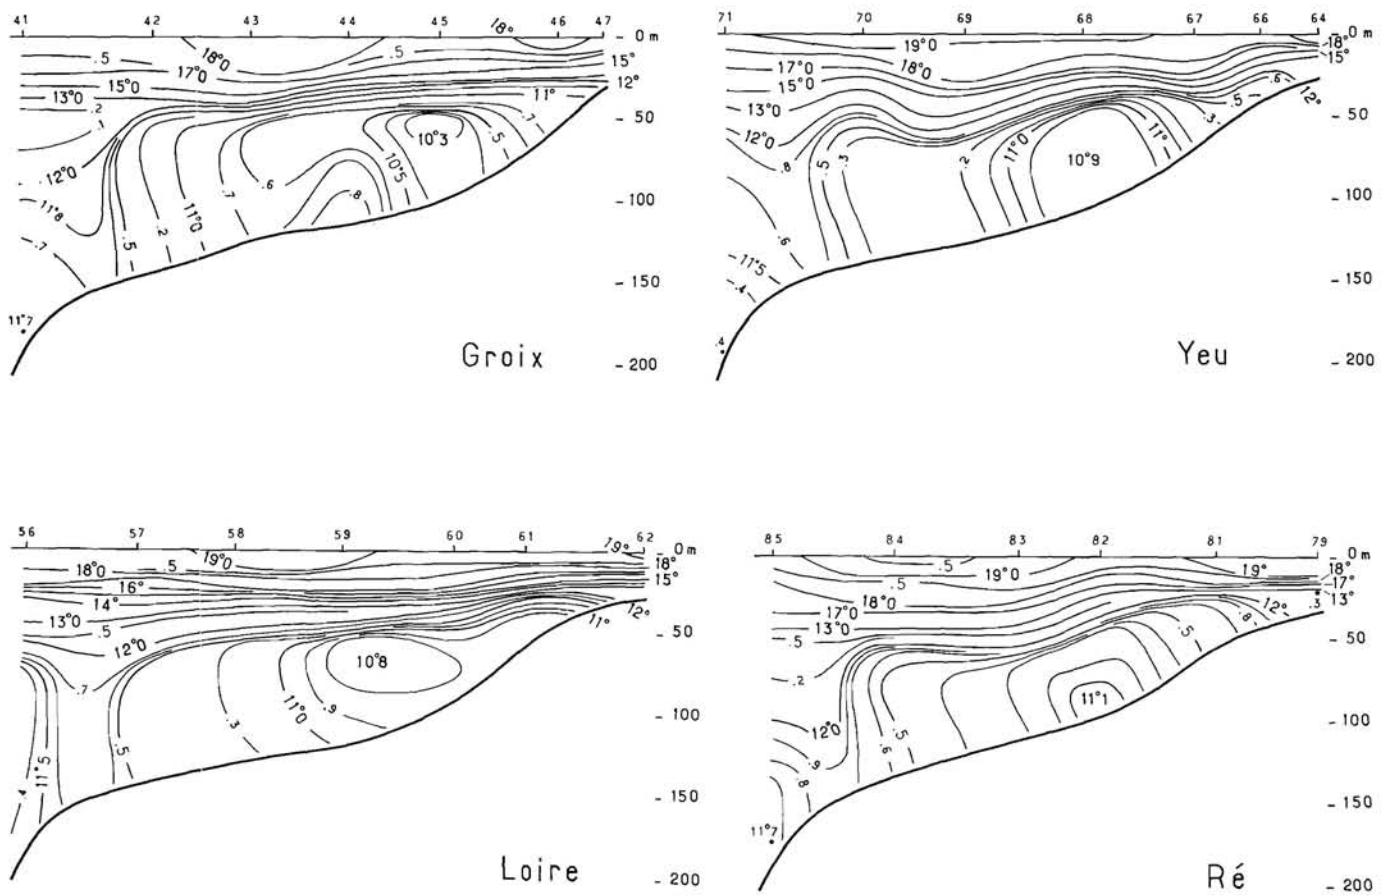 41 42 43 44 45 46 47
18° 0 m
18°0 .5 .5
17°0 15°
15°0 12°
13°0 11°
.2 50
10°3 .5 .7
12°0 10°5
11°8 .7 .6 .8 100
11°0
.7 .5 .2
150
11°7
Groix 200
71 70 69 68 67 66 64
19°0 0 m
18°
17°0 18°0 15°
15°0 .6
13°0 .5 12°
.3 50
12°0
.8 .5 .3 .2 11°0 10°9 11°
100
.6
11°5 150
.4
.4
Yeu 200
56 57 58 59 60 61 62
19° 0 m
18°0 .5 19°0 18°
16° 15°
14°
13°0 .5 12°
11°
12°0 50
10°8
.7
11°0 .9 100
.3
.5
11°5
.4 150
Loire 200
85 84 83 82 81 79
0 m
.5 19°0 19° 18°
.5 17°
18°0 13°
17°0 .3
13°0 12°
.5 .5 .8 50
.2
11°1
12°0 100
.9 .6 .5
.8
11°7 150
Ré 200